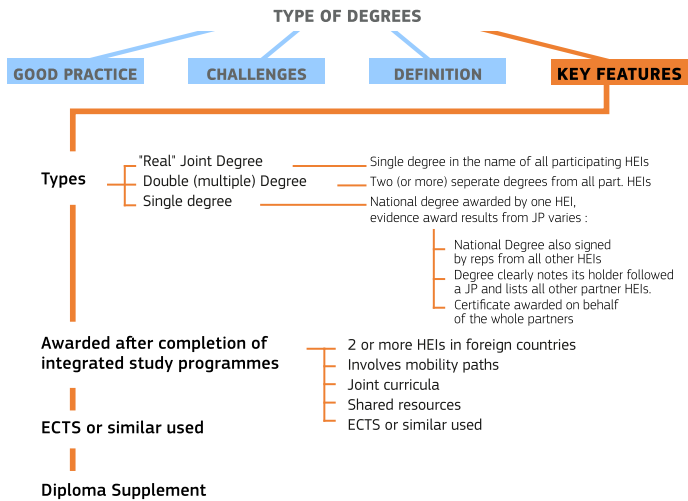 TYPE OF DEGREES
GOOD PRACTICE
CHALLENGES
DEFINITION
KEY FEATURES
Types
"Real" Joint Degree
Single degree in the name of all participating HEIs
Double (multiple) Degree
Two (or more) seperate degrees from all part. HEIs
Single degree
National degree awarded by one HEI,
evidence award results from JP varies :
National Degree also signed
by reps from all other HEIs
Degree clearly notes its holder followed
a JP and lists all other partner HEIs.
Certificate awarded on behalf
of the whole partners
Awarded after completion of
integrated study programmes
2 or more HEIs in foreign countries
Involves mobility paths
Joint curricula
Shared resources
ECTS or similar used
ECTS or similar used
Diploma Supplement